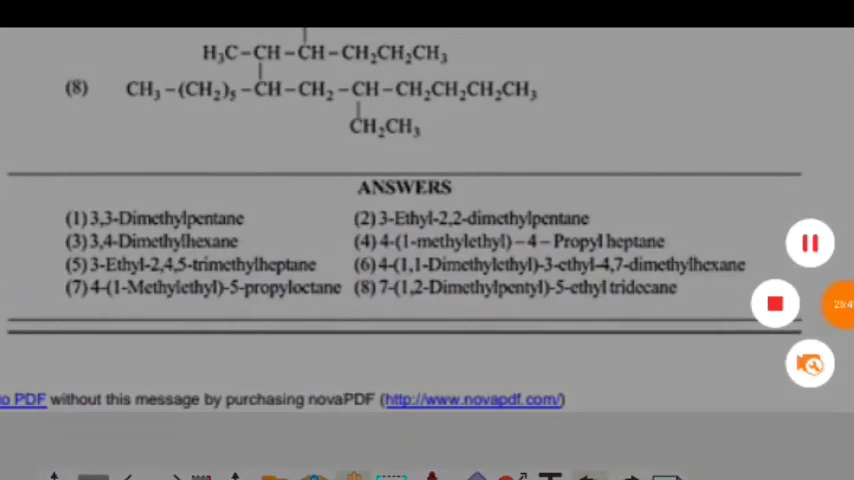 H₃C–CH–CH–CH₂CH₂CH₃
(8) CH₃–(CH₂)₅–CH–CH₂–CH–CH₂CH₂CH₂CH₃
CH₂CH₃
ANSWERS
(1) 3,3-Dimethylpentane (2) 3-Ethyl-2,2-dimethylpentane
(3) 3,4-Dimethylhexane (4) 4-(1-methylethyl)–4–Propyl heptane
(5) 3-Ethyl-2,4,5-trimethylheptane (6) 4-(1,1-Dimethylethyl)-3-ethyl-4,7-dimethylhexane
(7) 4-(1-Methylethyl)-5-propyloctane (8) 7-(1,2-Dimethylpentyl)-5-ethyl tridecane
to PDF without this message by purchasing novaPDF (http://www.novapdf.com/)